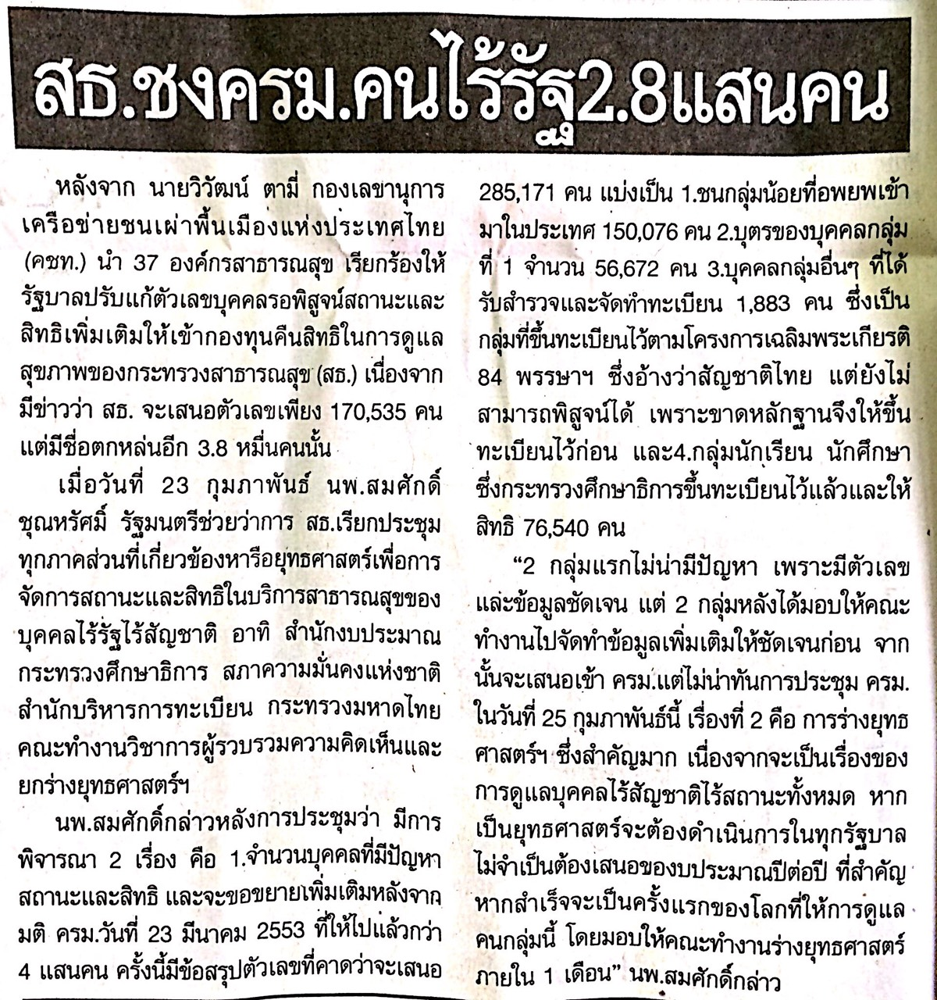 สธ.ชงครม.คนไร้รัฐ2.8แสนคน
หลังจาก นายวิวัฒน์ ตามี่ กองเลขานุการ
เครือข่ายชนเผ่าพื้นเมืองแห่งประเทศไทย
(คชท.) นำ 37 องค์กรสาธารณสุข เรียกร้องให้
รัฐบาลปรับแก้ตัวเลขบุคคลรอพิสูจน์สถานะและ
สิทธิเพิ่มเติมให้เข้ากองทุนคืนสิทธิในการดูแล
สุขภาพของกระทรวงสาธารณสุข (สธ.) เนื่องจาก
มีข่าวว่า สธ. จะเสนอตัวเลขเพียง 170,535 คน
แต่มีชื่อตกหล่นอีก 3.8 หมื่นคนนั้น
เมื่อวันที่ 23 กุมภาพันธ์ นพ.สมศักดิ์
ชุณหรัศมิ์ รัฐมนตรีช่วยว่าการ สธ.เรียกประชุม
ทุกภาคส่วนที่เกี่ยวข้องหารือยุทธศาสตร์เพื่อการ
จัดการสถานะและสิทธิในบริการสาธารณสุขของ
บุคคลไร้รัฐไร้สัญชาติ อาทิ สำนักงบประมาณ
กระทรวงศึกษาธิการ สภาความมั่นคงแห่งชาติ
สำนักบริหารการทะเบียน กระทรวงมหาดไทย
คณะทำงานวิชาการผู้รวบรวมความคิดเห็นและ
ยกร่างยุทธศาสตร์ฯ
นพ.สมศักดิ์กล่าวหลังการประชุมว่า มีการ
พิจารณา 2 เรื่อง คือ 1.จำนวนบุคคลที่มีปัญหา
สถานะและสิทธิ และจะขอขยายเพิ่มเติมหลังจาก
มติ ครม.วันที่ 23 มีนาคม 2553 ที่ให้ไปแล้วกว่า
4 แสนคน ครั้งนี้มีข้อสรุปตัวเลขที่คาดว่าจะเสนอ
285,171 คน แบ่งเป็น 1.ชนกลุ่มน้อยที่อพยพเข้า
มาในประเทศ 150,076 คน 2.บุตรของบุคคลกลุ่ม
ที่ 1 จำนวน 56,672 คน 3.บุคคลกลุ่มอื่นๆ ที่ได้
รับสำรวจและจัดทำทะเบียน 1,883 คน ซึ่งเป็น
กลุ่มที่ขึ้นทะเบียนไว้ตามโครงการเฉลิมพระเกียรติ
84 พรรษาฯ ซึ่งอ้างว่าสัญชาติไทย แต่ยังไม่
สามารถพิสูจน์ได้ เพราะขาดหลักฐานจึงให้ขึ้น
ทะเบียนไว้ก่อน และ4.กลุ่มนักเรียน นักศึกษา
ซึ่งกระทรวงศึกษาธิการขึ้นทะเบียนไว้แล้วและให้
สิทธิ 76,540 คน
“2 กลุ่มแรกไม่น่ามีปัญหา เพราะมีตัวเลข
และข้อมูลชัดเจน แต่ 2 กลุ่มหลังได้มอบให้คณะ
ทำงานไปจัดทำข้อมูลเพิ่มเติมให้ชัดเจนก่อน จาก
นั้นจะเสนอเข้า ครม.แต่ไม่น่าทันการประชุม ครม.
ในวันที่ 25 กุมภาพันธ์นี้ เรื่องที่ 2 คือ การร่างยุทธ
ศาสตร์ฯ ซึ่งสำคัญมาก เนื่องจากจะเป็นเรื่องของ
การดูแลบุคคลไร้สัญชาติไร้สถานะทั้งหมด หาก
เป็นยุทธศาสตร์จะต้องดำเนินการในทุกรัฐบาล
ไม่จำเป็นต้องเสนอของบประมาณปีต่อปี ที่สำคัญ
หากสำเร็จจะเป็นครั้งแรกของโลกที่ให้การดูแล
คนกลุ่มนี้ โดยมอบให้คณะทำงานร่างยุทธศาสตร์
ภายใน 1 เดือน” นพ.สมศักดิ์กล่าว